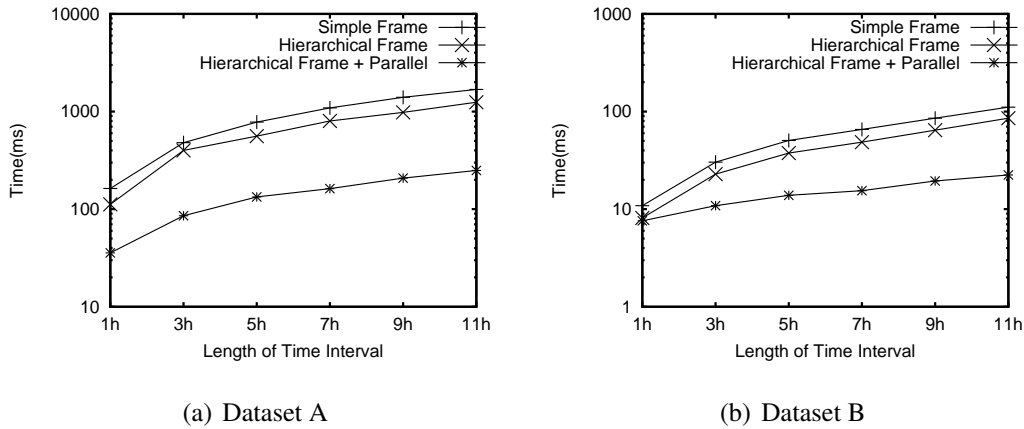 10000
1000
100
10
Time(ms)
Simple Frame
Hierarchical Frame
Hierarchical Frame + Parallel
1h 3h 5h 7h 9h 11h
Length of Time Interval
(a) Dataset A
1000
100
10
1
Time(ms)
Simple Frame
Hierarchical Frame
Hierarchical Frame + Parallel
1h 3h 5h 7h 9h 11h
Length of Time Interval
(b) Dataset B